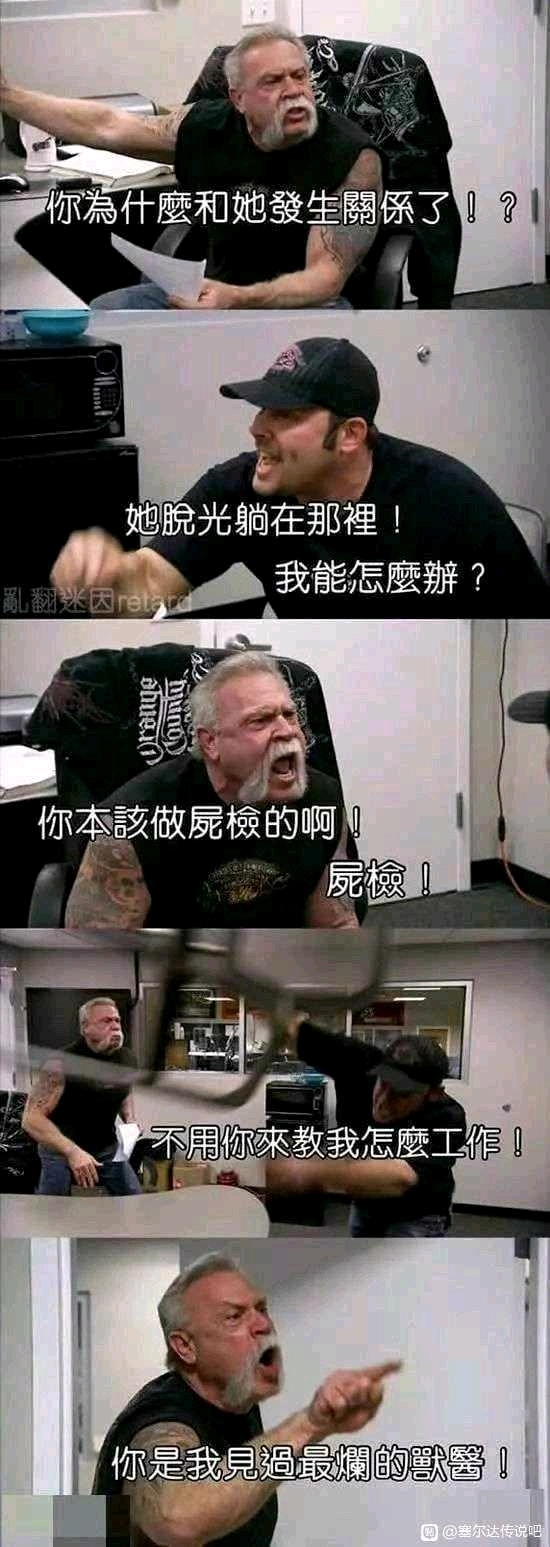 你為什麼和她發生關係了！？
她脫光躺在那裡！
我能怎麼辦？
亂翻迷因retard
Orange
County
你本該做屍檢的啊！
屍檢！
不用你來教我怎麼工作！
你是我見過最爛的獸醫！
@塞尔达传说吧